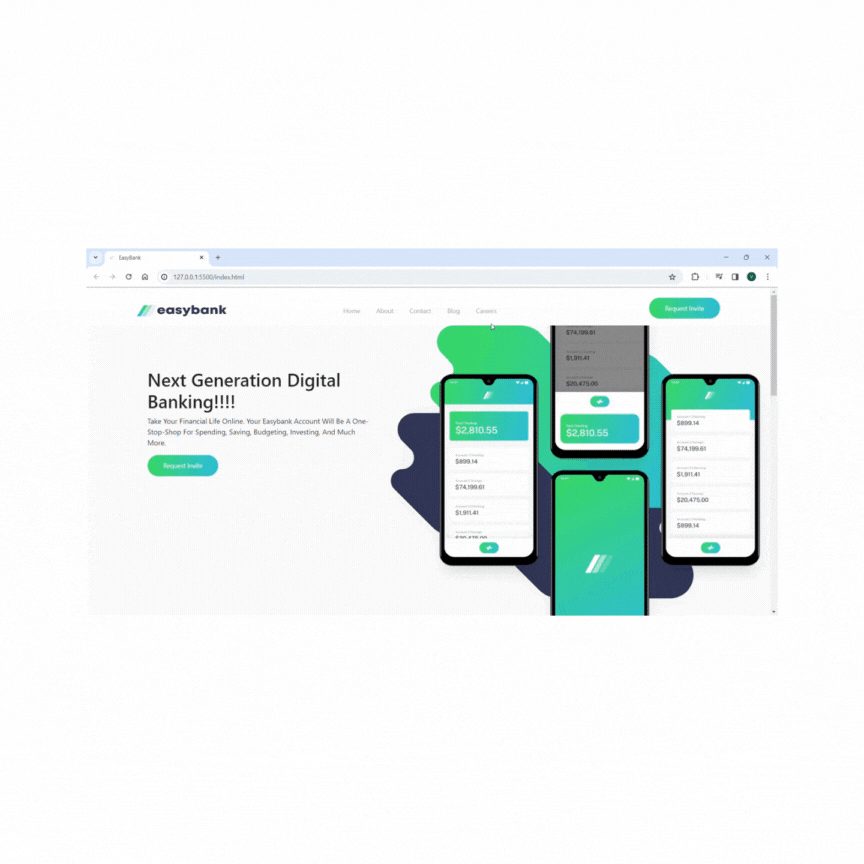 EasyBank
127.0.0.1:5500/index.html
V
easybank
Home About Contact Blog Careers
Request Invite
Next Generation Digital
Banking!!!!
Take Your Financial Life Online. Your Easybank Account Will Be A One-
Stop-Shop For Spending, Saving, Budgeting, Investing, And Much
More.
Request Invite
$2,810.55
$899.14
$74,199.61
$1,911.41
$20,475.00
$74,199.61
$1,911.41
$20,475.00
$2,810.55
$899.14
$74,199.61
$1,911.41
$20,475.00
$899.14